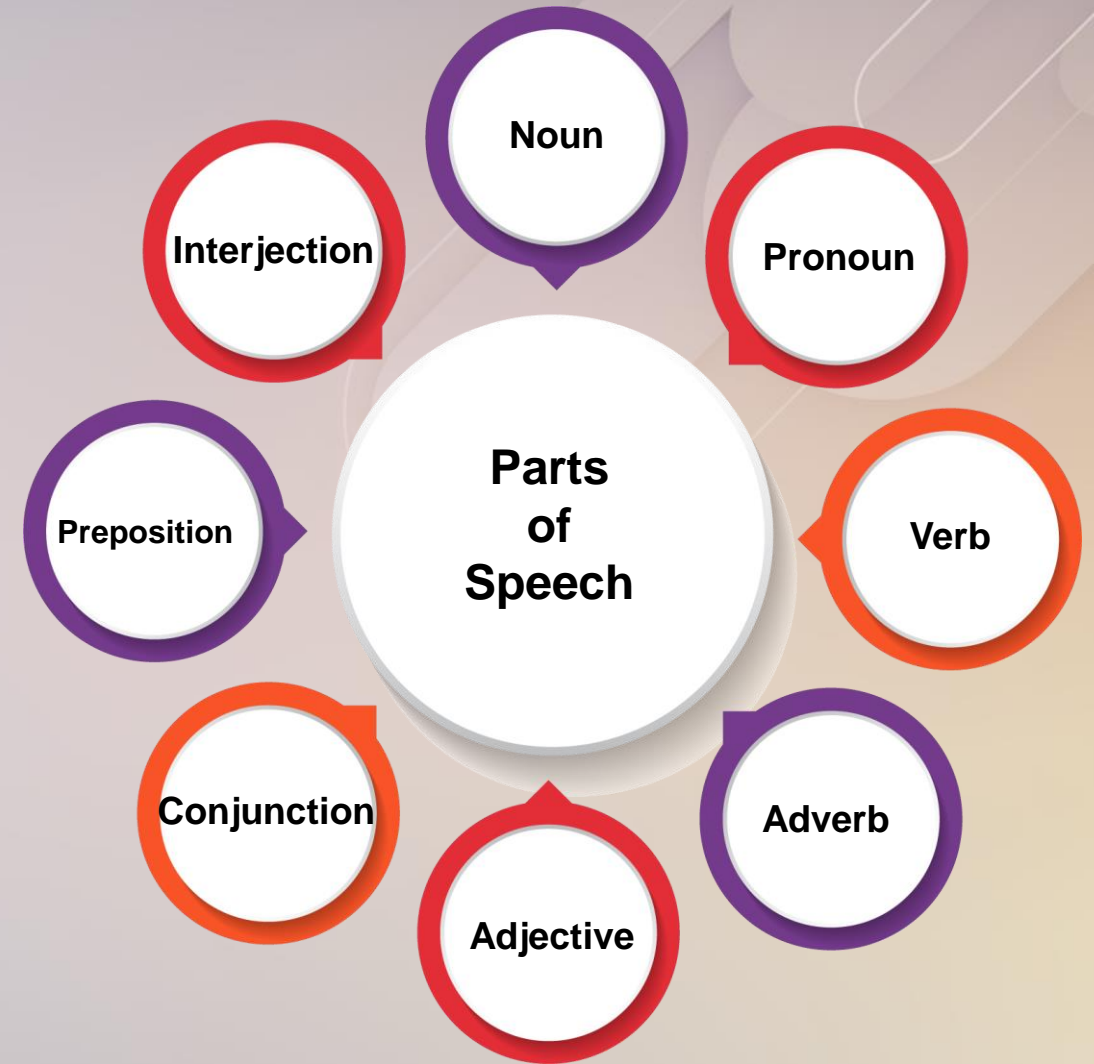 Noun
Interjection
Pronoun
Parts
of
Speech
Preposition
Verb
Conjunction
Adverb
Adjective